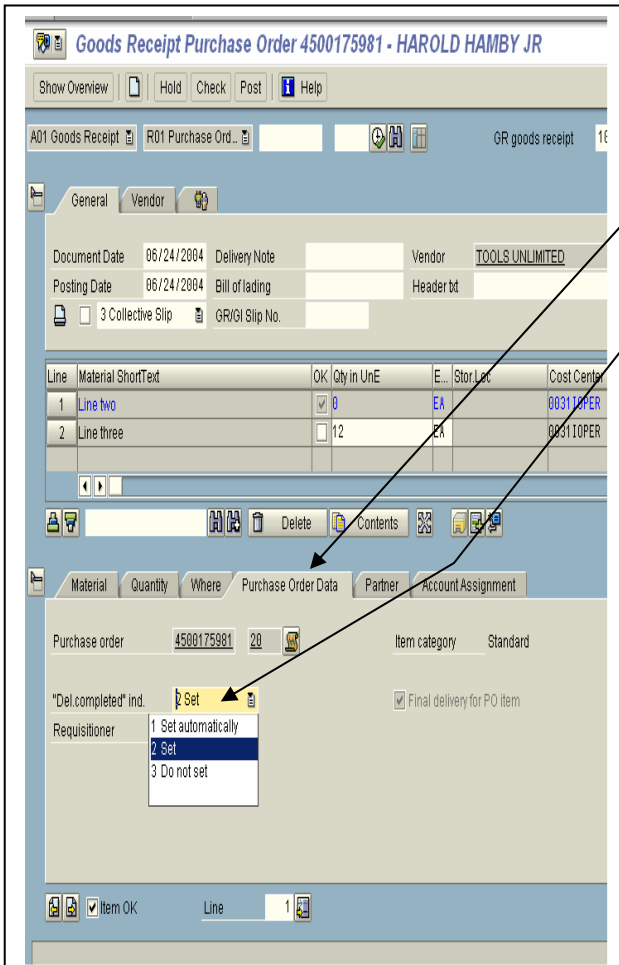 Goods Receipt Purchase Order 4500175981 - HAROLD HAMBY JR
Show Overview Hold Check Post Help
A01 Goods Receipt R01 Purchase Ord.. GR goods receipt
General Vendor
Document Date 06/24/2004 Delivery Note Vendor TOOLS UNLIMITED
Posting Date 06/24/2004 Bill of lading Header txt
3 Collective Slip GR/GI Slip No.
Line Material ShortText OK Qty in UnE E... Stor.Loc Cost Center
1 Line two 0 EA 0031IOPER
2 Line three 12 EA 0031IOPER
Delete Contents
Material Quantity Where Purchase Order Data Partner Account Assignment
Purchase order 4500175981 20 Item category Standard
"Del.completed" ind. 2 Set Final delivery for PO item
Requisitioner 1 Set automatically
2 Set
3 Do not set
Item OK Line 1